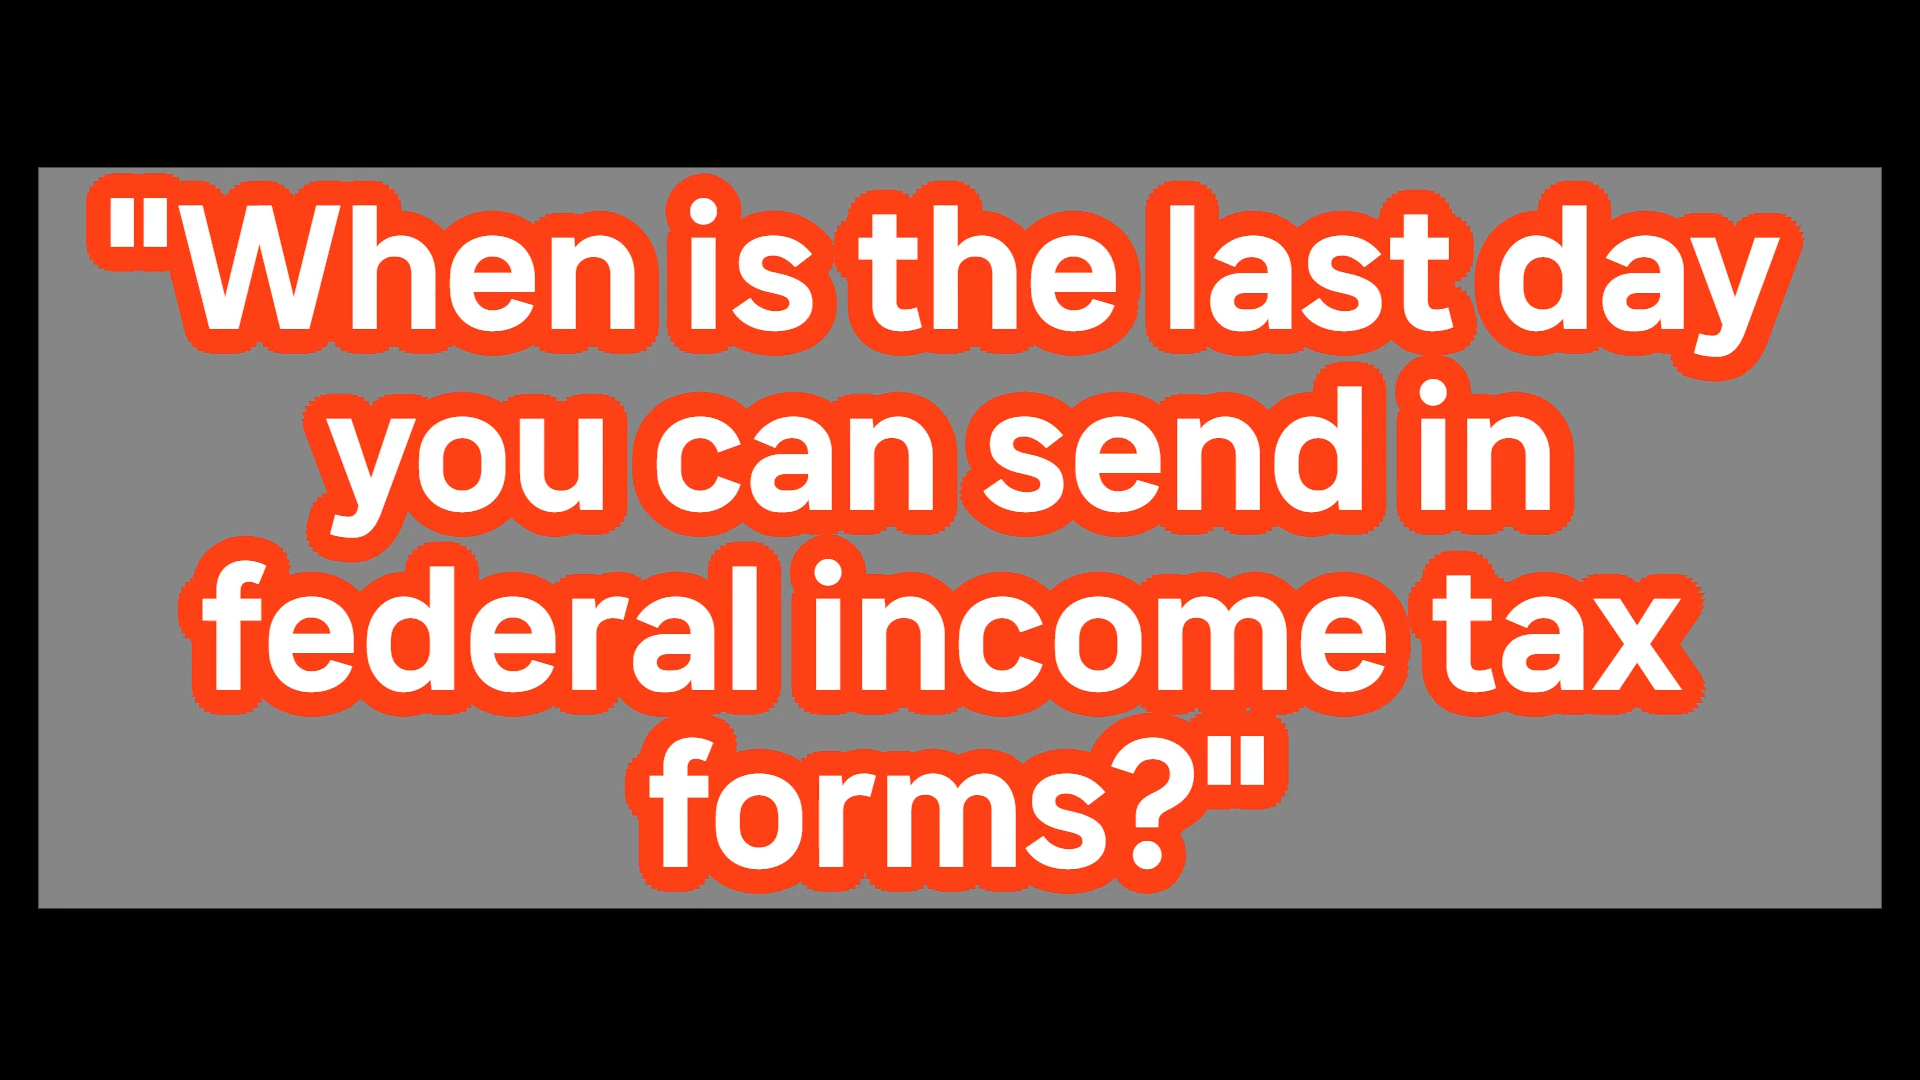 "When is the last day
you can send in
federal income tax
forms?"